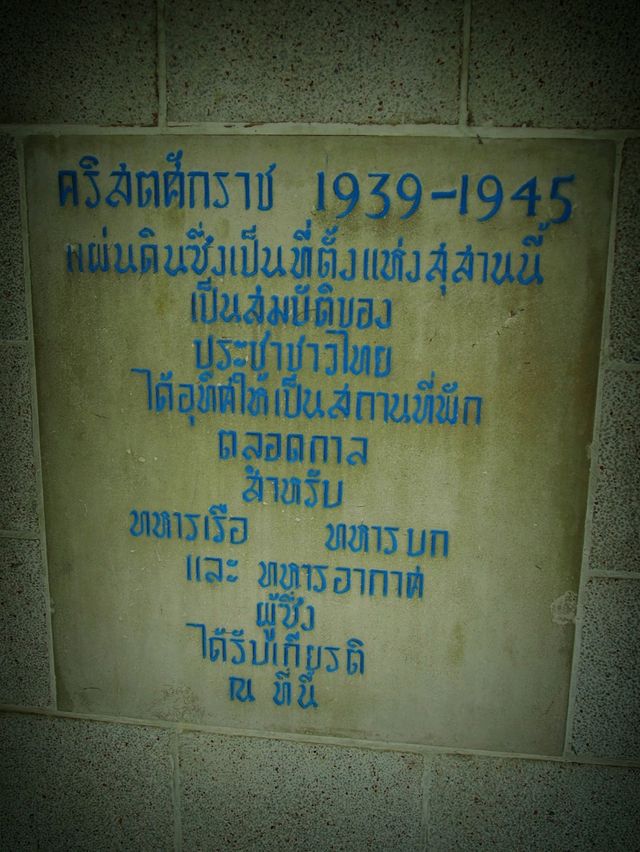 คริสตศักราช 1939-1945
แผ่นดินซึ่งเป็นที่ตั้งแห่งสุสานนี้
เป็นสมบัติของ
ประชาชาวไทย
ได้อุทิศให้เป็นสถานที่พัก
ตลอดกาล
สำหรับ
ทหารเรือ ทหารบก
และ ทหารอากาศ
ผู้ซึ่ง
ได้รับเกียรติ
ณ ที่นี้